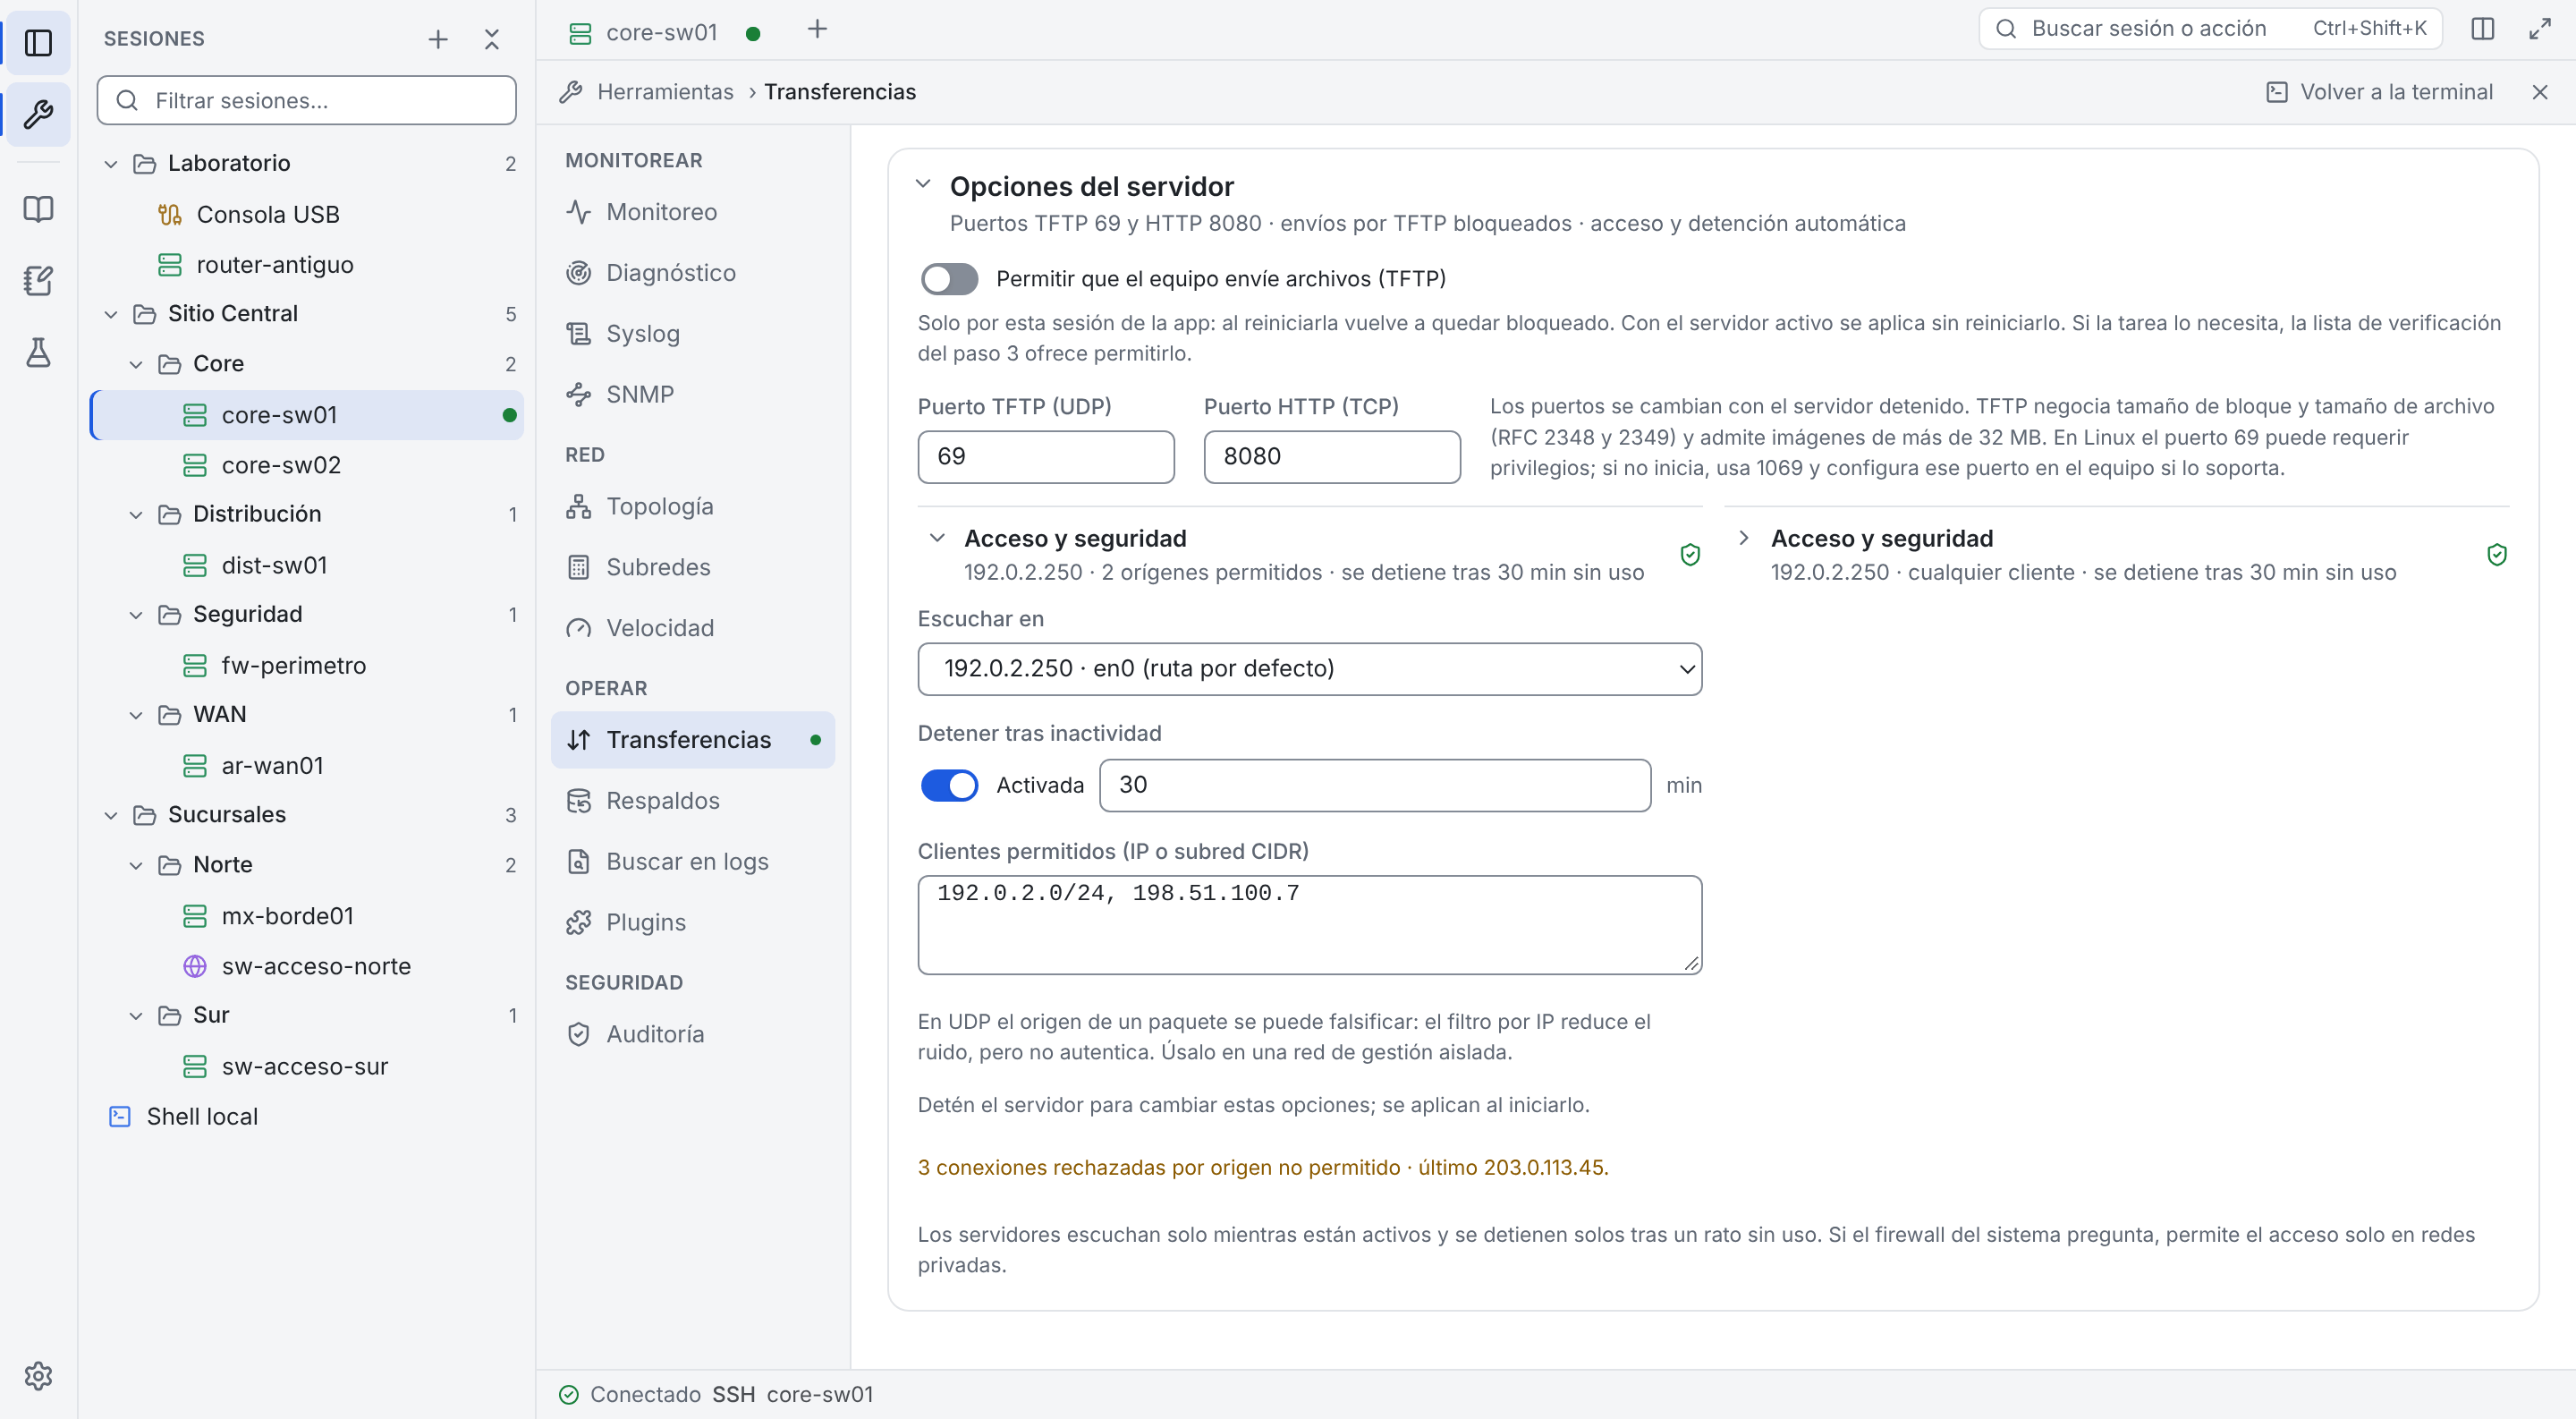 SESIONES
Filtrar sesiones...
Laboratorio 2
Consola USB
router-antiguo
Sitio Central 5
Core 2
core-sw01
core-sw02
Distribución 1
dist-sw01
Seguridad 1
fw-perimetro
WAN 1
ar-wan01
Sucursales 3
Norte 2
mx-borde01
sw-acceso-norte
Sur 1
sw-acceso-sur
Shell local
core-sw01
Buscar sesión o acción Ctrl+Shift+K
Herramientas › Transferencias
Volver a la terminal
MONITOREAR
Monitoreo
Diagnóstico
Syslog
SNMP
RED
Topología
Subredes
Velocidad
OPERAR
Transferencias
Respaldos
Buscar en logs
Plugins
SEGURIDAD
Auditoría
Opciones del servidor
Puertos TFTP 69 y HTTP 8080 · envíos por TFTP bloqueados · acceso y detención automática
Permitir que el equipo envíe archivos (TFTP)
Solo por esta sesión de la app: al reiniciarla vuelve a quedar bloqueado. Con el servidor activo se aplica sin reiniciarlo. Si la tarea lo necesita, la lista de verificación
del paso 3 ofrece permitirlo.
Puerto TFTP (UDP)
69
Puerto HTTP (TCP)
8080
Los puertos se cambian con el servidor detenido. TFTP negocia tamaño de bloque y tamaño de archivo
(RFC 2348 y 2349) y admite imágenes de más de 32 MB. En Linux el puerto 69 puede requerir
privilegios; si no inicia, usa 1069 y configura ese puerto en el equipo si lo soporta.
Acceso y seguridad
192.0.2.250 · 2 orígenes permitidos · se detiene tras 30 min sin uso
Acceso y seguridad
192.0.2.250 · cualquier cliente · se detiene tras 30 min sin uso
Escuchar en
192.0.2.250 · en0 (ruta por defecto)
Detener tras inactividad
Activada 30 min
Clientes permitidos (IP o subred CIDR)
192.0.2.0/24, 198.51.100.7
En UDP el origen de un paquete se puede falsificar: el filtro por IP reduce el
ruido, pero no autentica. Úsalo en una red de gestión aislada.
Detén el servidor para cambiar estas opciones; se aplican al iniciarlo.
3 conexiones rechazadas por origen no permitido · último 203.0.113.45.
Los servidores escuchan solo mientras están activos y se detienen solos tras un rato sin uso. Si el firewall del sistema pregunta, permite el acceso solo en redes
privadas.
Conectado SSH core-sw01